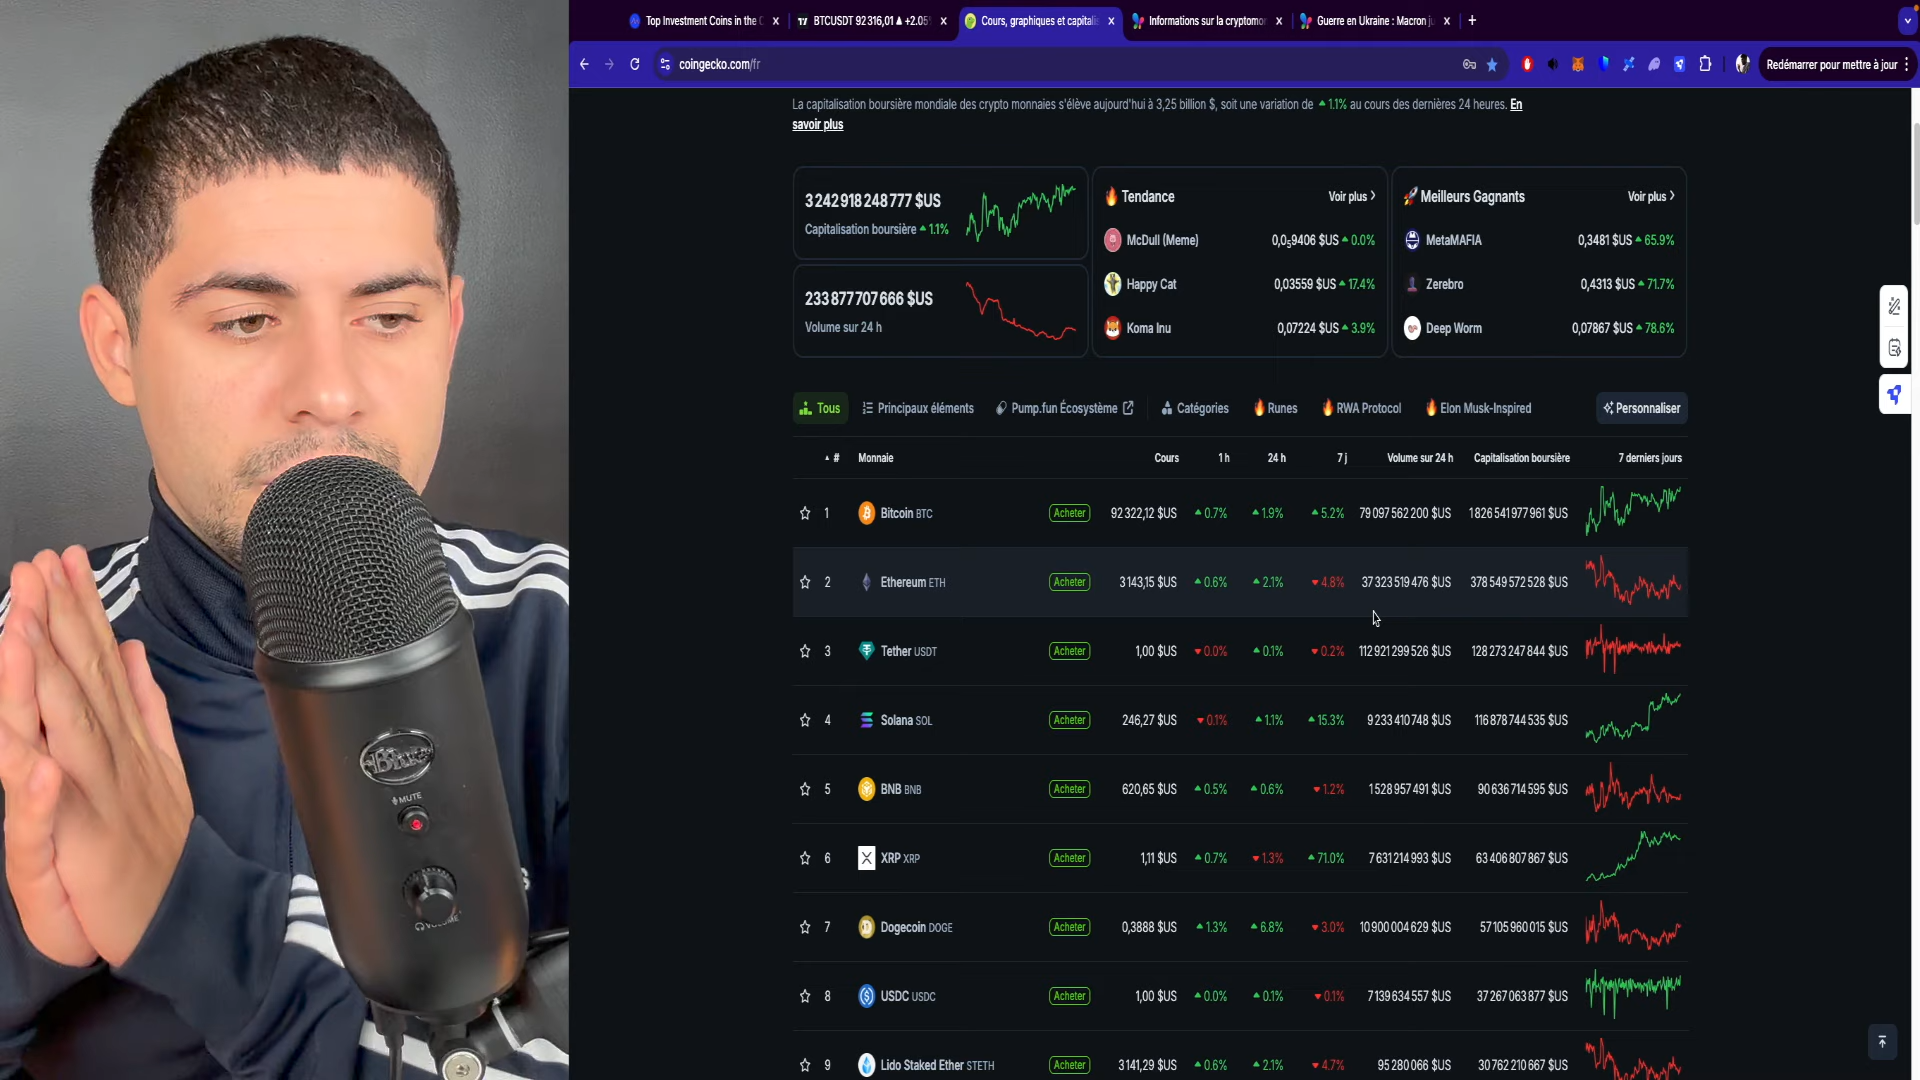 Top Investment Coins in the C
BTCUSDT 92 316,01 ▲ +2.05%
Cours, graphiques et capitali
Informations sur la cryptomon
Guerre en Ukraine : Macron ju
coingecko.com/fr
Redémarrer pour mettre à jour
La capitalisation boursière mondiale des crypto monnaies s'élève aujourd'hui à 3,25 billion $, soit une variation de ▲ 1.1% au cours des dernières 24 heures. En
savoir plus
3 242 918 248 777 $US
Capitalisation boursière ▲ 1.1%
233 877 707 666 $US
Volume sur 24 h
Tendance Voir plus
McDull (Meme) 0,0₅9406 $US ▲ 0.0%
Happy Cat 0,03559 $US ▲ 17.4%
Koma Inu 0,07224 $US ▲ 3.9%
Meilleurs Gagnants Voir plus
MetaMAFIA 0,3481 $US ▲ 65.9%
Zerebro 0,4313 $US ▲ 71.7%
Deep Worm 0,07867 $US ▲ 78.6%
Tous Principaux éléments Pump.fun Écosystème Catégories Runes RWA Protocol Elon Musk-Inspired Personnaliser
▲ # Monnaie Cours 1 h 24 h 7 j Volume sur 24 h Capitalisation boursière 7 derniers jours
1 Bitcoin BTC Acheter 92 322,12 $US ▲ 0.7% ▲ 1.9% ▲ 5.2% 79 097 562 200 $US 1 826 541 977 961 $US
2 Ethereum ETH Acheter 3 143,15 $US ▲ 0.6% ▲ 2.1% ▼ 4.8% 37 323 519 476 $US 378 549 572 528 $US
3 Tether USDT Acheter 1,00 $US ▼ 0.0% ▲ 0.1% ▼ 0.2% 112 921 299 526 $US 128 273 247 844 $US
4 Solana SOL Acheter 246,27 $US ▼ 0.1% ▲ 1.1% ▲ 15.3% 9 233 410 748 $US 116 878 744 535 $US
5 BNB BNB Acheter 620,65 $US ▲ 0.5% ▲ 0.6% ▼ 1.2% 1 528 957 491 $US 90 636 714 595 $US
6 XRP XRP Acheter 1,11 $US ▲ 0.7% ▼ 1.3% ▲ 71.0% 7 631 214 993 $US 63 406 807 867 $US
7 Dogecoin DOGE Acheter 0,3888 $US ▲ 1.3% ▲ 6.8% ▼ 3.0% 10 900 004 629 $US 57 105 960 015 $US
8 USDC USDC Acheter 1,00 $US ▲ 0.0% ▲ 0.1% ▼ 0.1% 7 139 634 557 $US 37 267 063 877 $US
9 Lido Staked Ether STETH Acheter 3 141,29 $US ▲ 0.6% ▲ 2.1% ▼ 4.7% 95 280 066 $US 30 762 210 667 $US
Blue
MUTE
VOLUME